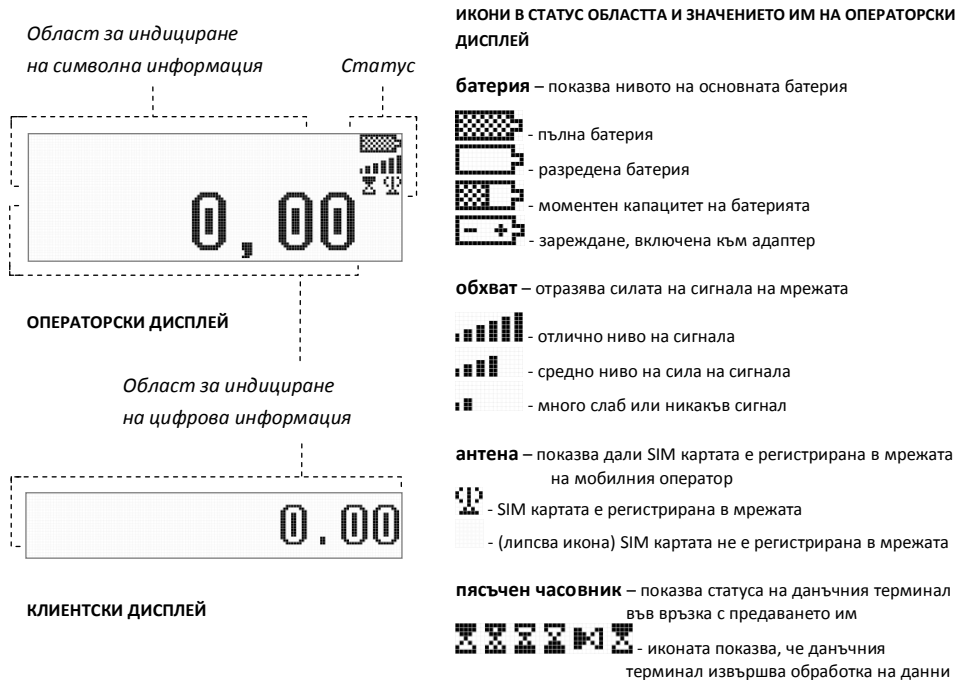 Област за индициране
на символна информация
Статус
0,00
ОПЕРАТОРСКИ ДИСПЛЕЙ
Област за индициране
на цифрова информация
0.00
КЛИЕНТСКИ ДИСПЛЕЙ
ИКОНИ В СТАТУС ОБЛАСТТА И ЗНАЧЕНИЕТО ИМ НА ОПЕРАТОРСКИ
ДИСПЛЕЙ
батерия – показва нивото на основната батерия
- пълна батерия
- разредена батерия
- моментен капацитет на батерията
- зареждане, включена към адаптер
обхват – отразява силата на сигнала на мрежата
- отлично ниво на сигнала
- средно ниво на сила на сигнала
- много слаб или никакъв сигнал
антена – показва дали SIM картата е регистрирана в мрежата
на мобилния оператор
- SIM картата е регистрирана в мрежата
- (липсва икона) SIM картата не е регистрирана в мрежата
пясъчен часовник – показва статуса на данъчния терминал
във връзка с предаването им
- иконата показва, че данъчния
терминал извършва обработка на данни